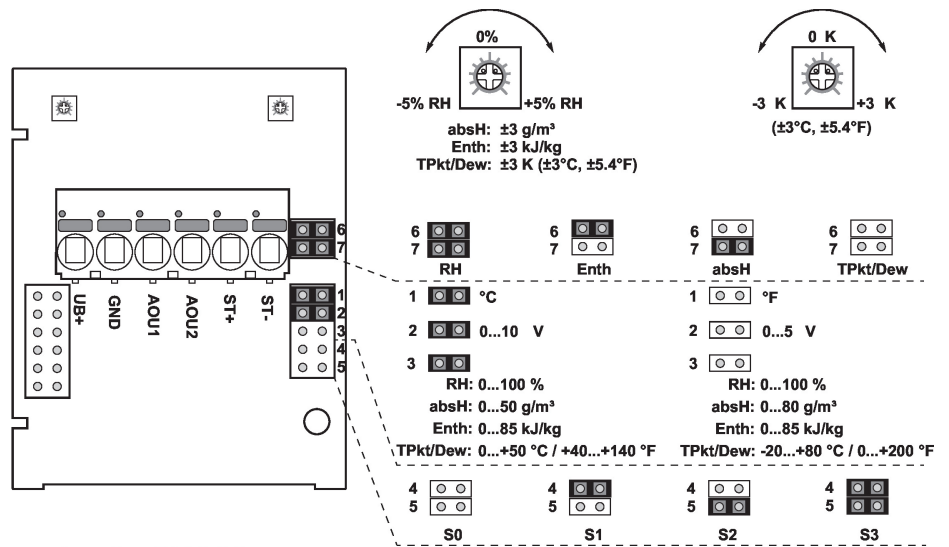 0%
-5% RH +5% RH
absH: ±3 g/m³
Enth: ±3 kJ/kg
TPkt/Dew: ±3 K (±3°C, ±5.4°F)
0 K
-3 K +3 K
(±3°C, ±5.4°F)
6
7
UB+
GND
AOU1
AOU2
ST+
ST-
1
2
3
4
5
6
7
RH
6
7
Enth
6
7
absH
6
7
TPkt/Dew
1 °C
2 0...10 V
3
RH: 0...100 %
absH: 0...50 g/m³
Enth: 0...85 kJ/kg
TPkt/Dew: 0...+50 °C / +40...+140 °F
1 °F
2 0...5 V
3
RH: 0...100 %
absH: 0...80 g/m³
Enth: 0...85 kJ/kg
TPkt/Dew: -20...+80 °C / 0...+200 °F
4
5
S0
4
5
S1
4
5
S2
4
5
S3